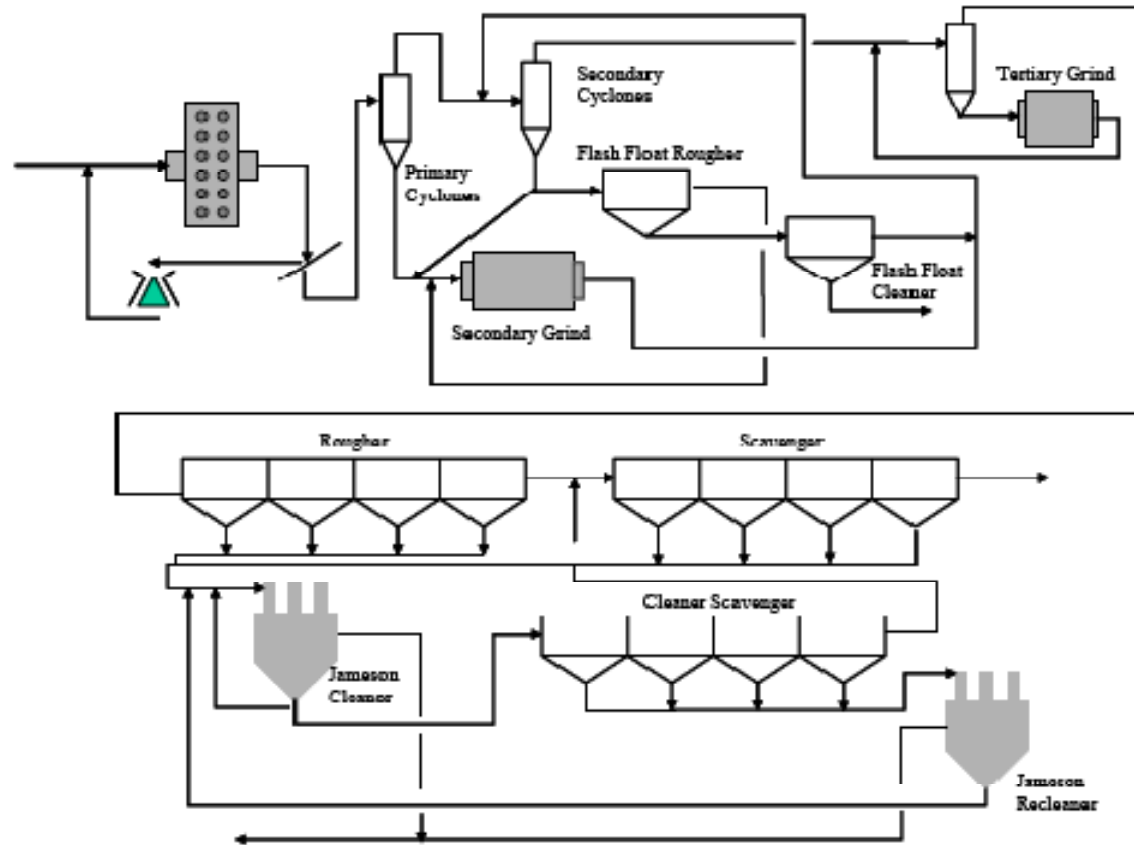 Secondary
Cyclones
Tertiary Grind
Primary
Cyclones
Flash Float Rougher
Flash Float
Cleaner
Secondary Grind
Rougher
Scavenger
Cleaner Scavenger
Jameson
Cleaner
Jameson
Recleaner